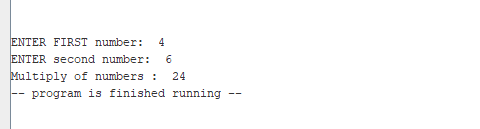 ENTER FIRST number:  4
ENTER second number:  6
Multiply of numbers :  24
-- program is finished running --